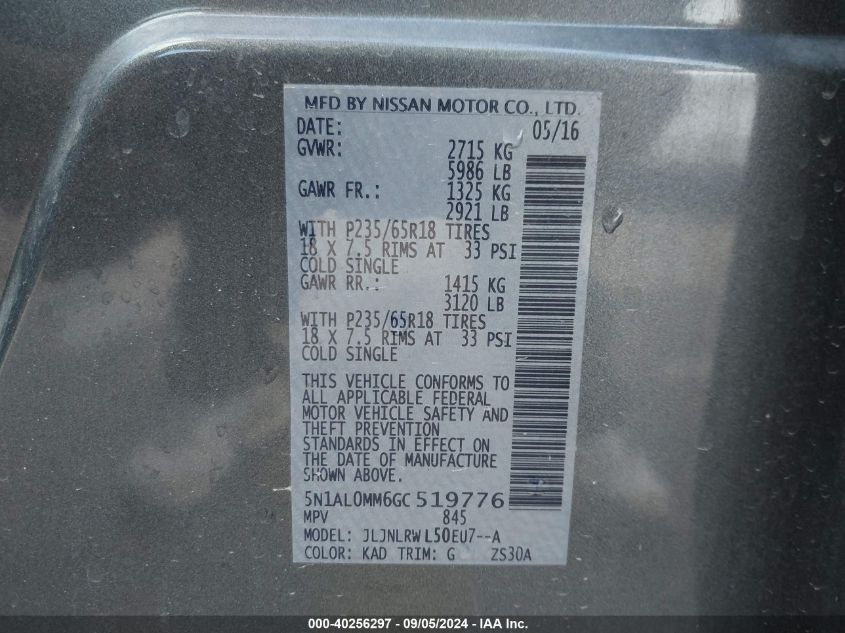 MFD BY NISSAN MOTOR CO., LTD.
DATE: 05/16
GVWR: 2715 KG
5986 LB
GAWR FR.: 1325 KG
2921 LB
WITH P235/65R18 TIRES
18 X 7.5 RIMS AT 33 PSI
COLD SINGLE
GAWR RR.: 1415 KG
3120 LB
WITH P235/65R18 TIRES
18 X 7.5 RIMS AT 33 PSI
COLD SINGLE
THIS VEHICLE CONFORMS TO
ALL APPLICABLE FEDERAL
MOTOR VEHICLE SAFETY AND
THEFT PREVENTION
STANDARDS IN EFFECT ON
THE DATE OF MANUFACTURE
SHOWN ABOVE.
5N1AL0MM6GC519776
MPV 845
MODEL: JLJNLRWL50EU7--A
COLOR: KAD TRIM: G ZS30A
000-40256297 - 09/05/2024 - IAA Inc.